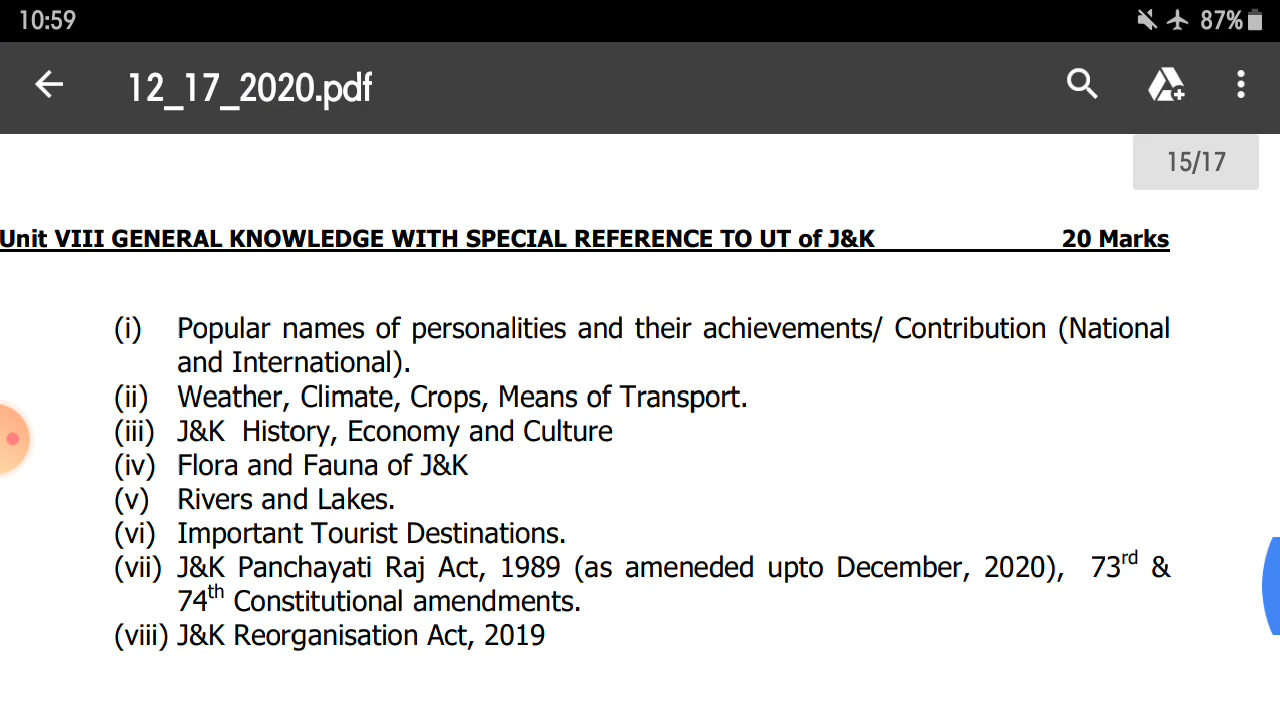 10:59
87%
12_17_2020.pdf
15/17
Unit VIII GENERAL KNOWLEDGE WITH SPECIAL REFERENCE TO UT of J&K 20 Marks
(i) Popular names of personalities and their achievements/ Contribution (National
and International).
(ii) Weather, Climate, Crops, Means of Transport.
(iii) J&K History, Economy and Culture
(iv) Flora and Fauna of J&K
(v) Rivers and Lakes.
(vi) Important Tourist Destinations.
(vii) J&K Panchayati Raj Act, 1989 (as ameneded upto December, 2020), 73rd &
74th Constitutional amendments.
(viii) J&K Reorganisation Act, 2019